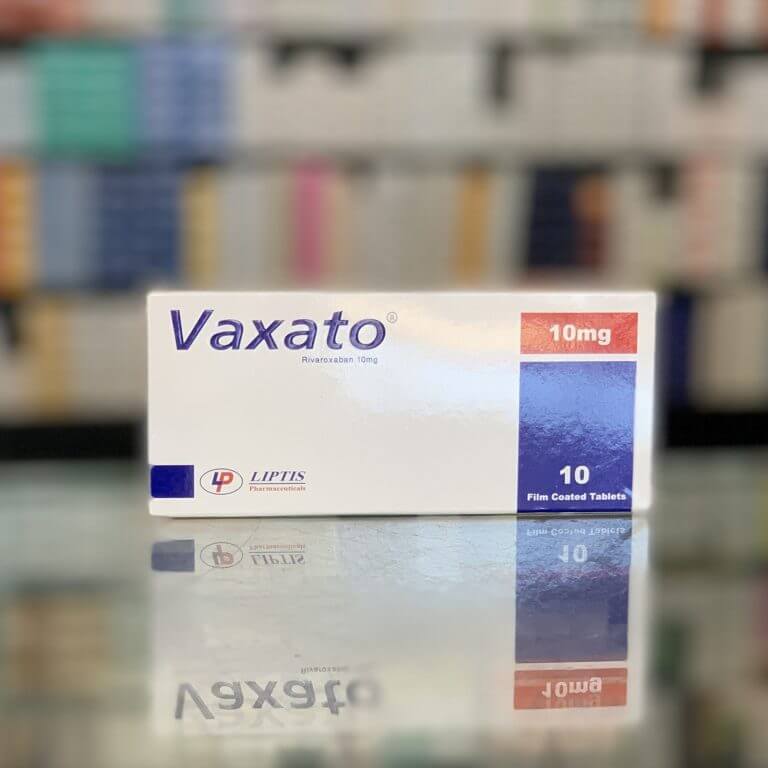 Vaxato®
Rivaroxaban 10mg
10mg
10
Film Coated Tablets
LP
LIPTIS
Pharmaceuticals